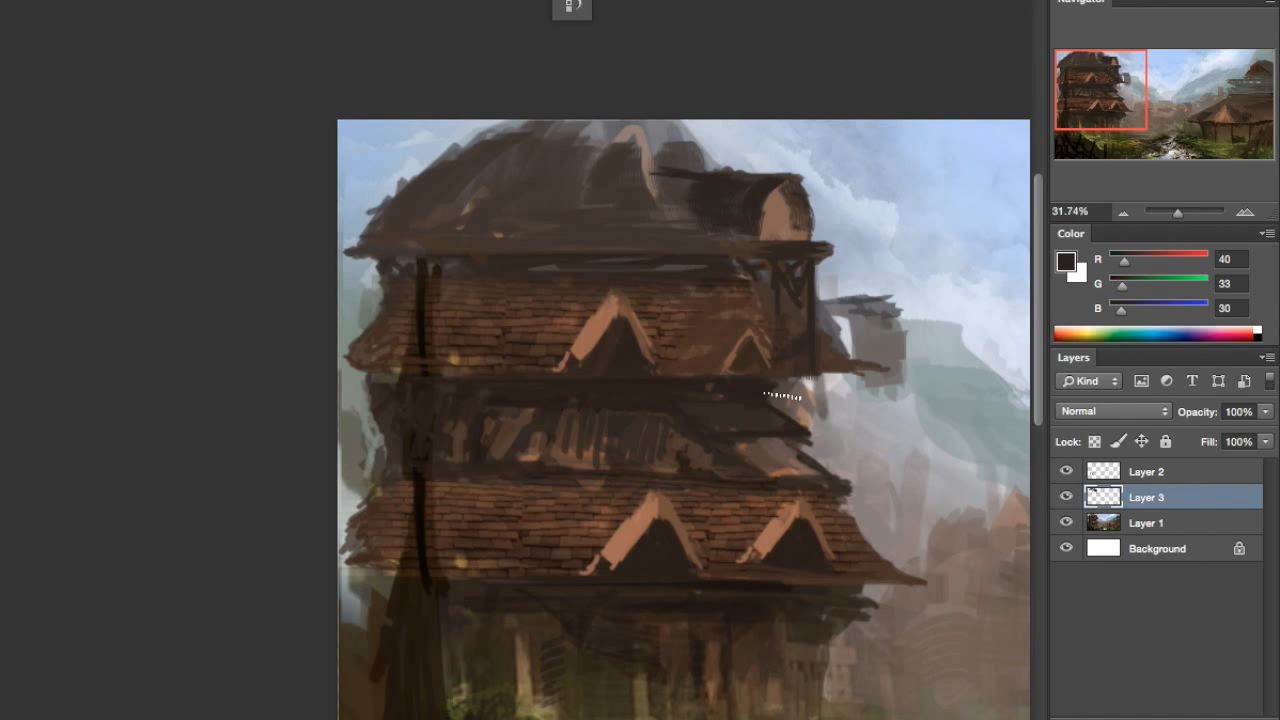 Navigator
31.74%
Color
R 40
G 33
B 30
Layers
Kind
Normal Opacity: 100%
Lock: Fill: 100%
Layer 2
Layer 3
Layer 1
Background